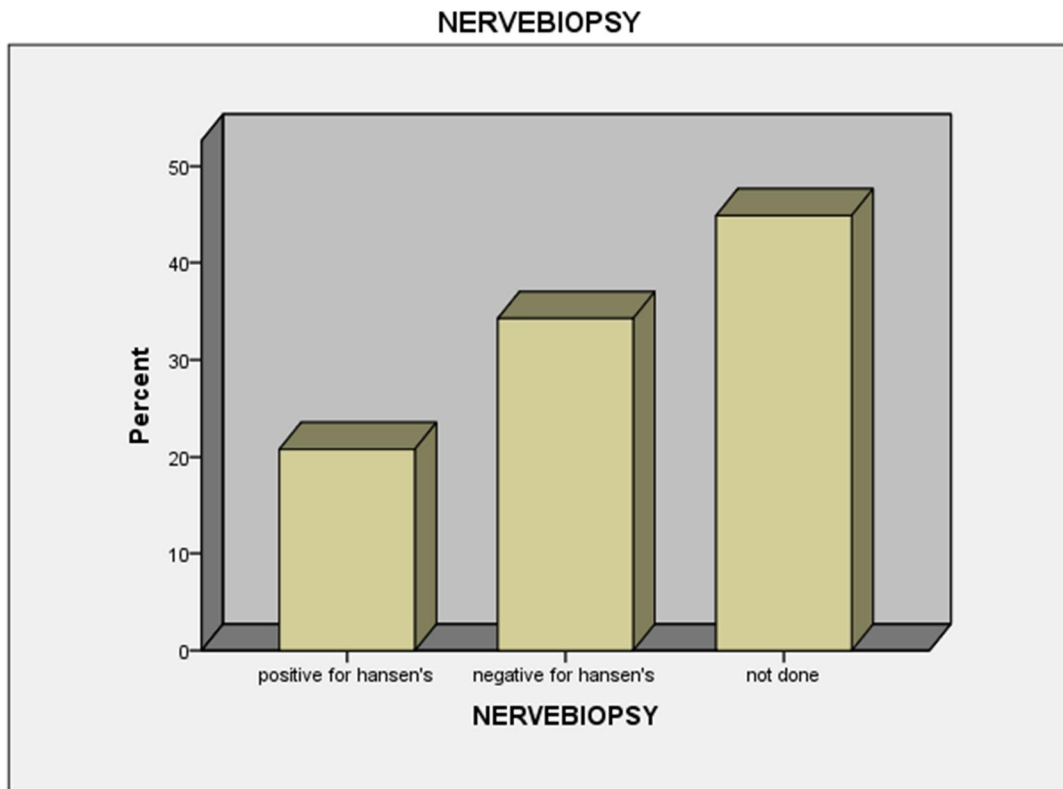 NERVEBIOPSY
50
40
30
20
10
0
Percent
positive for hansen's
negative for hansen's
not done
NERVEBIOPSY